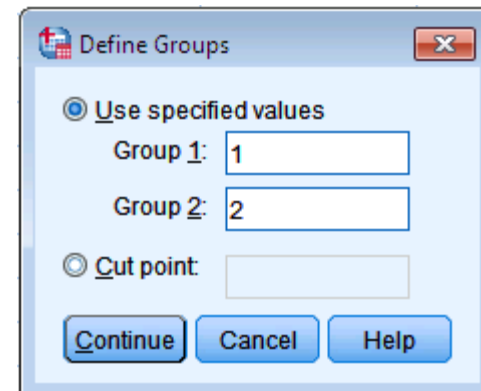 Define Groups
Use specified values
Group 1: 1
Group 2: 2
Cut point:
Continue Cancel Help